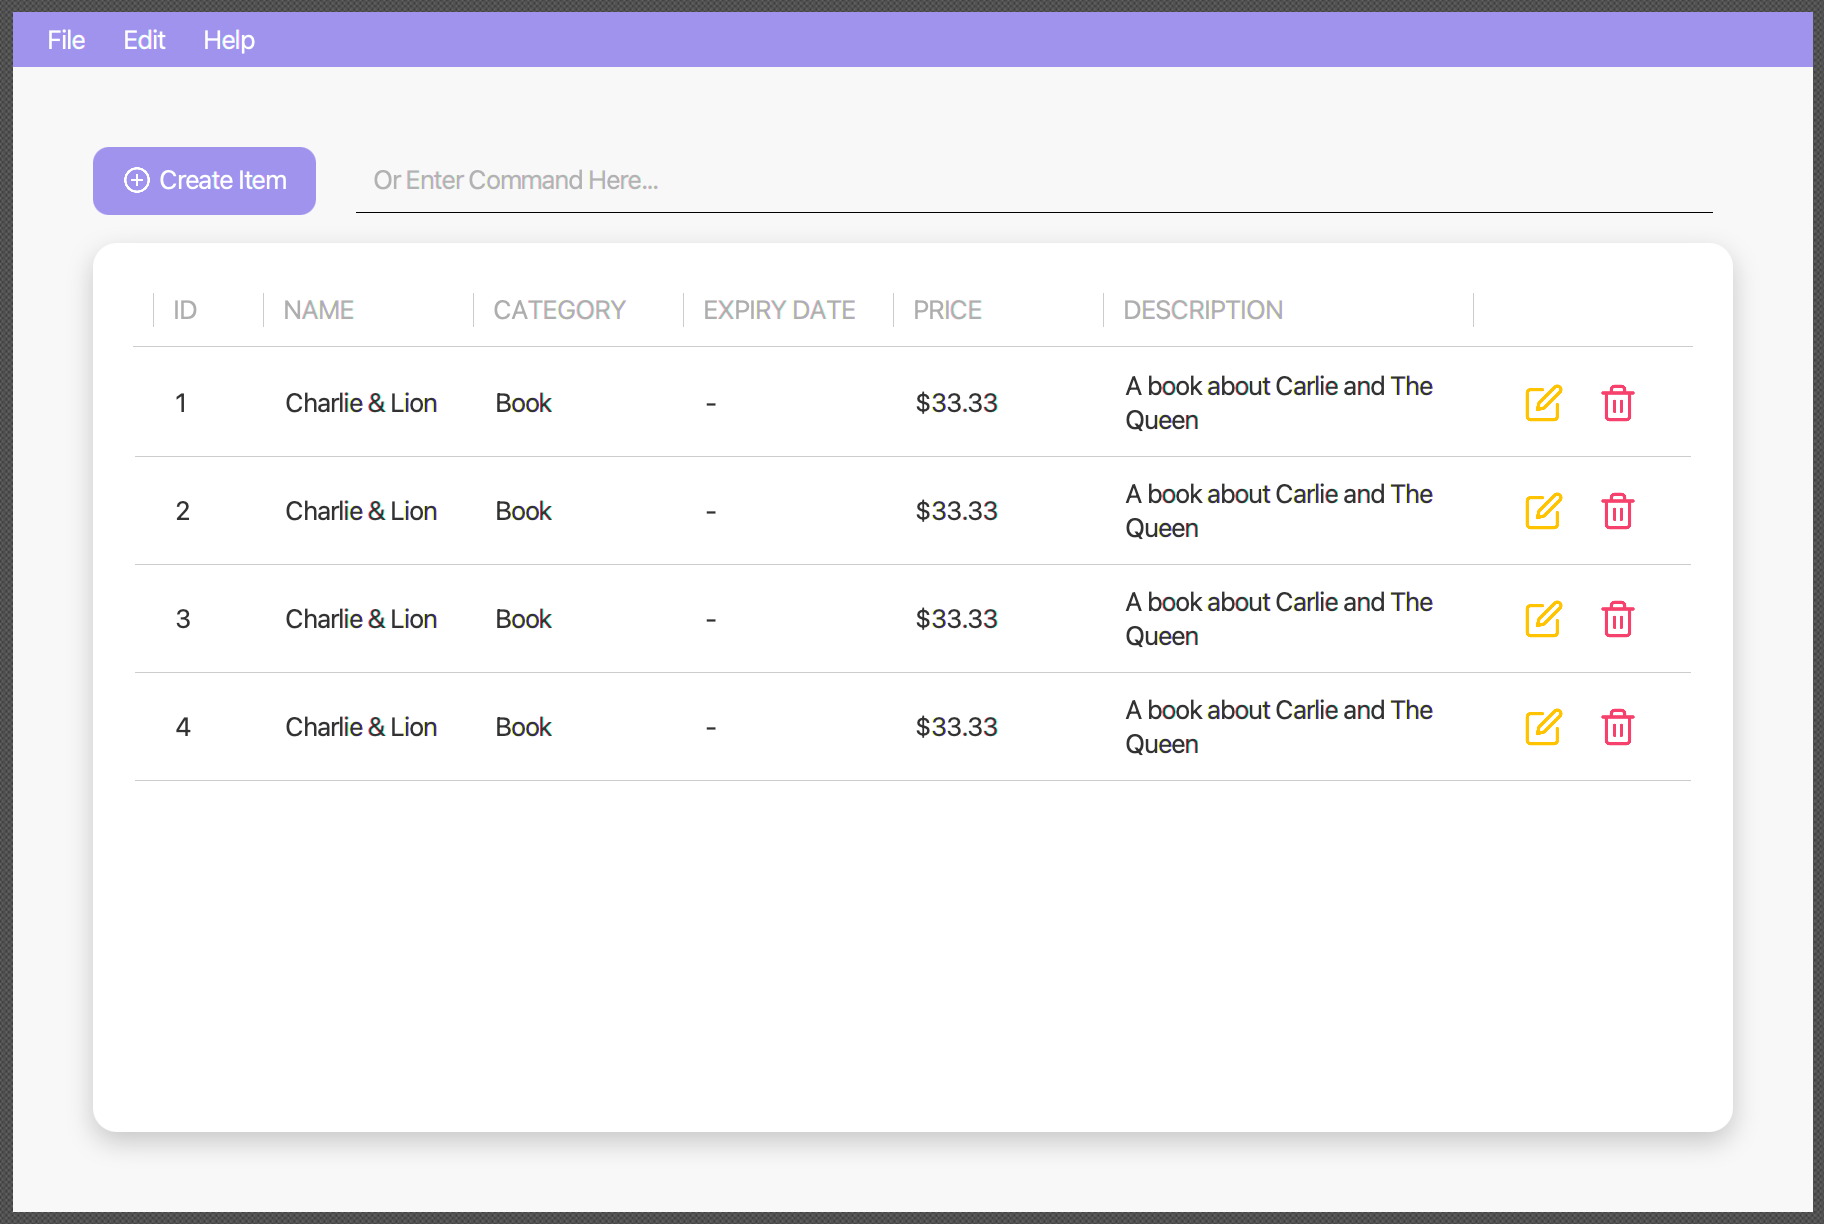 File Edit Help
Create Item Or Enter Command Here...
ID NAME CATEGORY EXPIRY DATE PRICE DESCRIPTION
1 Charlie & Lion Book - $33.33 A book about Carlie and The
Queen
2 Charlie & Lion Book - $33.33 A book about Carlie and The
Queen
3 Charlie & Lion Book - $33.33 A book about Carlie and The
Queen
4 Charlie & Lion Book - $33.33 A book about Carlie and The
Queen